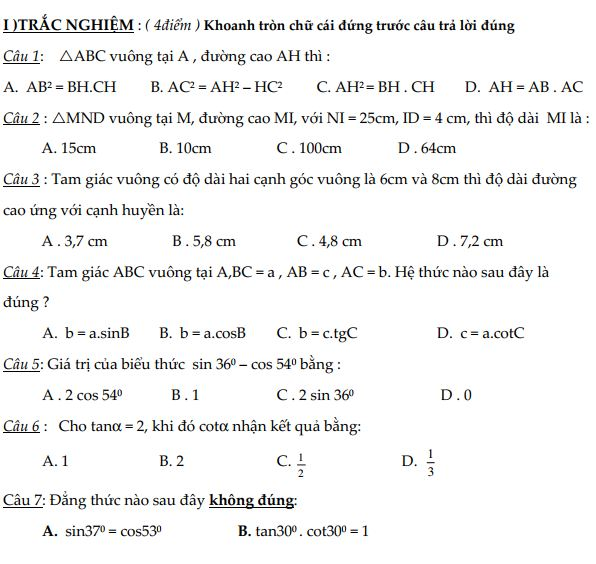 I )TRẮC NGHIỆM : ( 4điểm ) Khoanh tròn chữ cái đứng trước câu trả lời đúng
Câu 1: △ABC vuông tại A , đường cao AH thì :
A. AB² = BH.CH B. AC² = AH² – HC² C. AH² = BH . CH D. AH = AB . AC
Câu 2 : △MND vuông tại M, đường cao MI, với NI = 25cm, ID = 4 cm, thì độ dài MI là :
A. 15cm B. 10cm C . 100cm D . 64cm
Câu 3 : Tam giác vuông có độ dài hai cạnh góc vuông là 6cm và 8cm thì độ dài đường
cao ứng với cạnh huyền là:
A . 3,7 cm B . 5,8 cm C . 4,8 cm D . 7,2 cm
Câu 4: Tam giác ABC vuông tại A,BC = a , AB = c , AC = b. Hệ thức nào sau đây là
đúng ?
A. b = a.sinB B. b = a.cosB C. b = c.tgC D. c = a.cotC
Câu 5: Giá trị của biểu thức sin 36⁰ – cos 54⁰ bằng :
A . 2 cos 54⁰ B . 1 C . 2 sin 36⁰ D . 0
Câu 6 : Cho tanα = 2, khi đó cotα nhận kết quả bằng:
A. 1 B. 2 C. 1/2 D. 1/3
Câu 7: Đẳng thức nào sau đây không đúng:
A. sin37⁰ = cos53⁰ B. tan30⁰ . cot30⁰ = 1